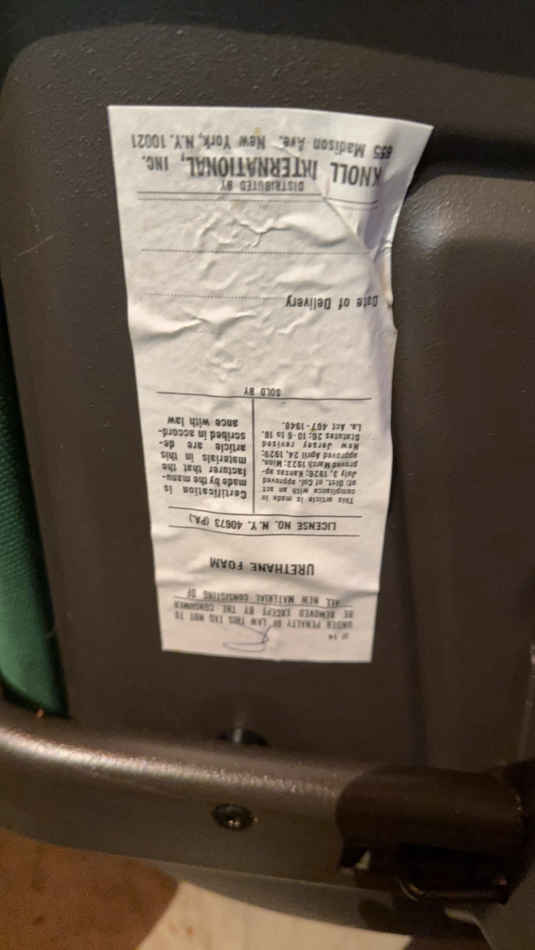 # 14
UNDER PENALTY OF LAW THIS TAG NOT TO
BE REMOVED EXCEPT BY THE CONSUMER
ALL NEW MATERIAL CONSISTING OF
URETHANE FOAM
LICENSE NO. N.Y. 40673 (PA.)
This article is made in
compliance with an act
of; dist. of Col. approved
3 July, 1926; Kansas ap-
proved March 1923; Minn.
approved April 24, 1929;
New Jersey revised
Statutes 26; 10-6 to 18.
La. Act 467-1948.
Certification is
made by the manu-
facturer that the
materials in this
article are de-
scribed in accord-
ance with law
SOLD BY
Date of Delivery
DISTRIBUTED BY
KNOLL INTERNATIONAL, INC.
655 Madison Ave. New York, N.Y. 10021